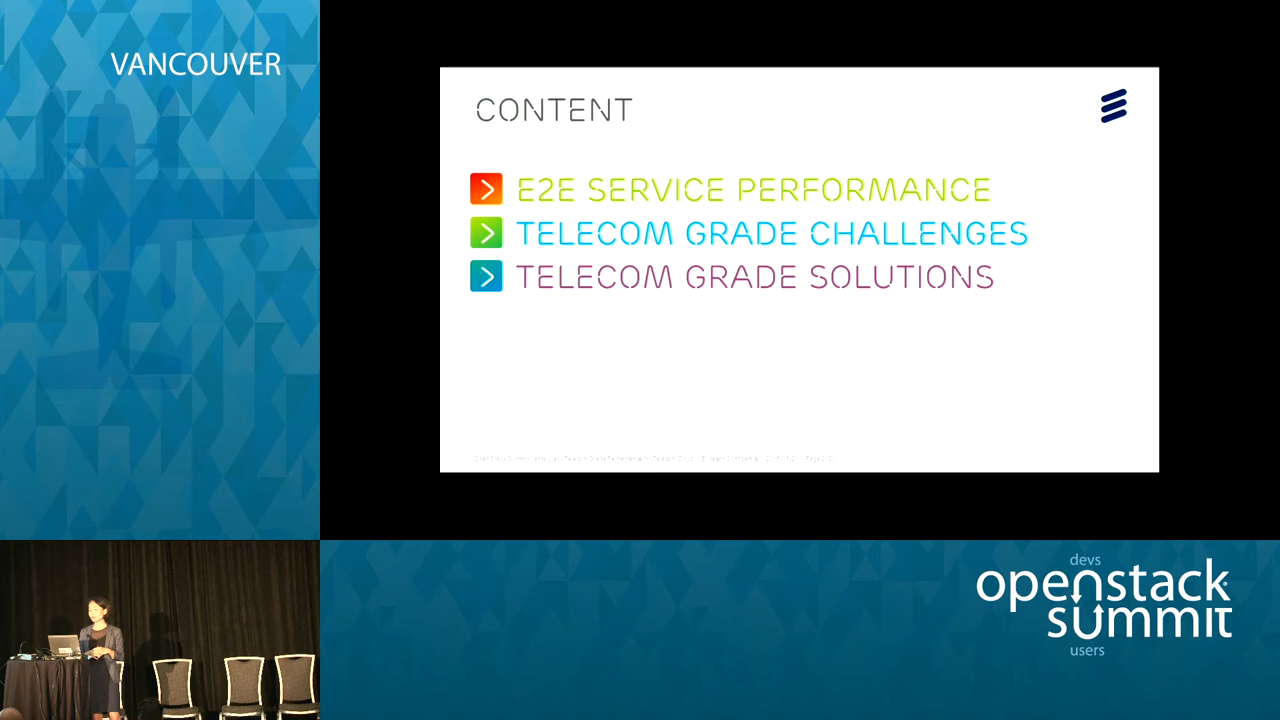 VANCOUVER
CONTENT
E2E SERVICE PERFORMANCE
TELECOM GRADE CHALLENGES
TELECOM GRADE SOLUTIONS
devs
openstack
summit
users